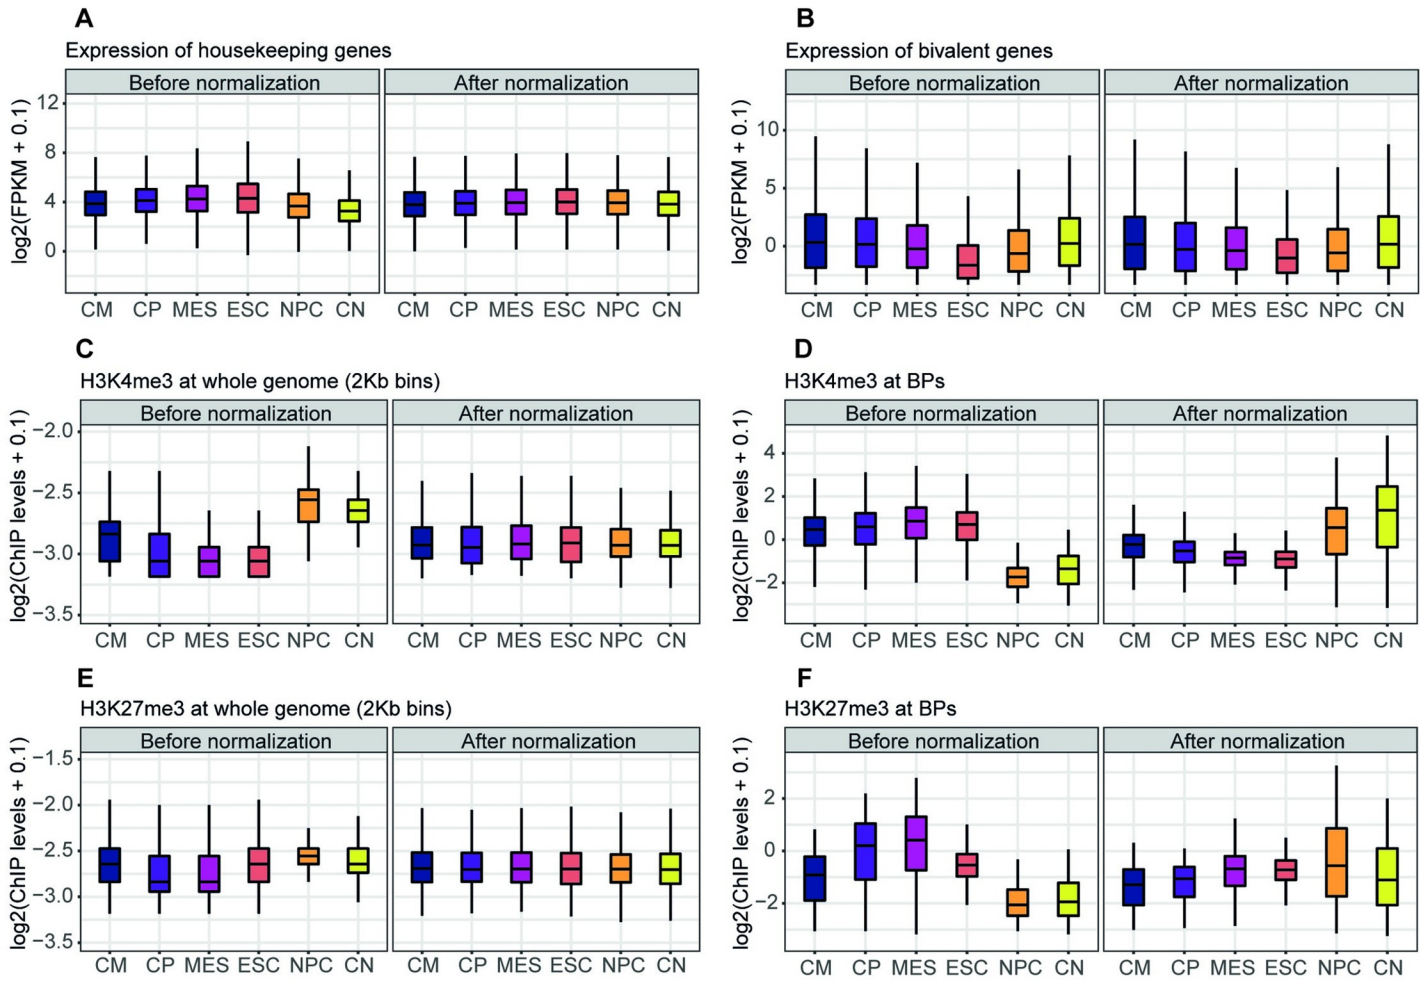 A
Expression of housekeeping genes
Before normalization
After normalization
log2(FPKM + 0.1)
12
8
4
0
CM CP MES ESC NPC CN
CM CP MES ESC NPC CN
B
Expression of bivalent genes
Before normalization
After normalization
log2(FPKM + 0.1)
10
5
0
CM CP MES ESC NPC CN
CM CP MES ESC NPC CN
C
H3K4me3 at whole genome (2Kb bins)
Before normalization
After normalization
log2(ChIP levels + 0.1)
−2.0
−2.5
−3.0
−3.5
CM CP MES ESC NPC CN
CM CP MES ESC NPC CN
D
H3K4me3 at BPs
Before normalization
After normalization
log2(ChIP levels + 0.1)
4
2
0
−2
CM CP MES ESC NPC CN
CM CP MES ESC NPC CN
E
H3K27me3 at whole genome (2Kb bins)
Before normalization
After normalization
log2(ChIP levels + 0.1)
−1.5
−2.0
−2.5
−3.0
−3.5
CM CP MES ESC NPC CN
CM CP MES ESC NPC CN
F
H3K27me3 at BPs
Before normalization
After normalization
log2(ChIP levels + 0.1)
2
0
−2
CM CP MES ESC NPC CN
CM CP MES ESC NPC CN